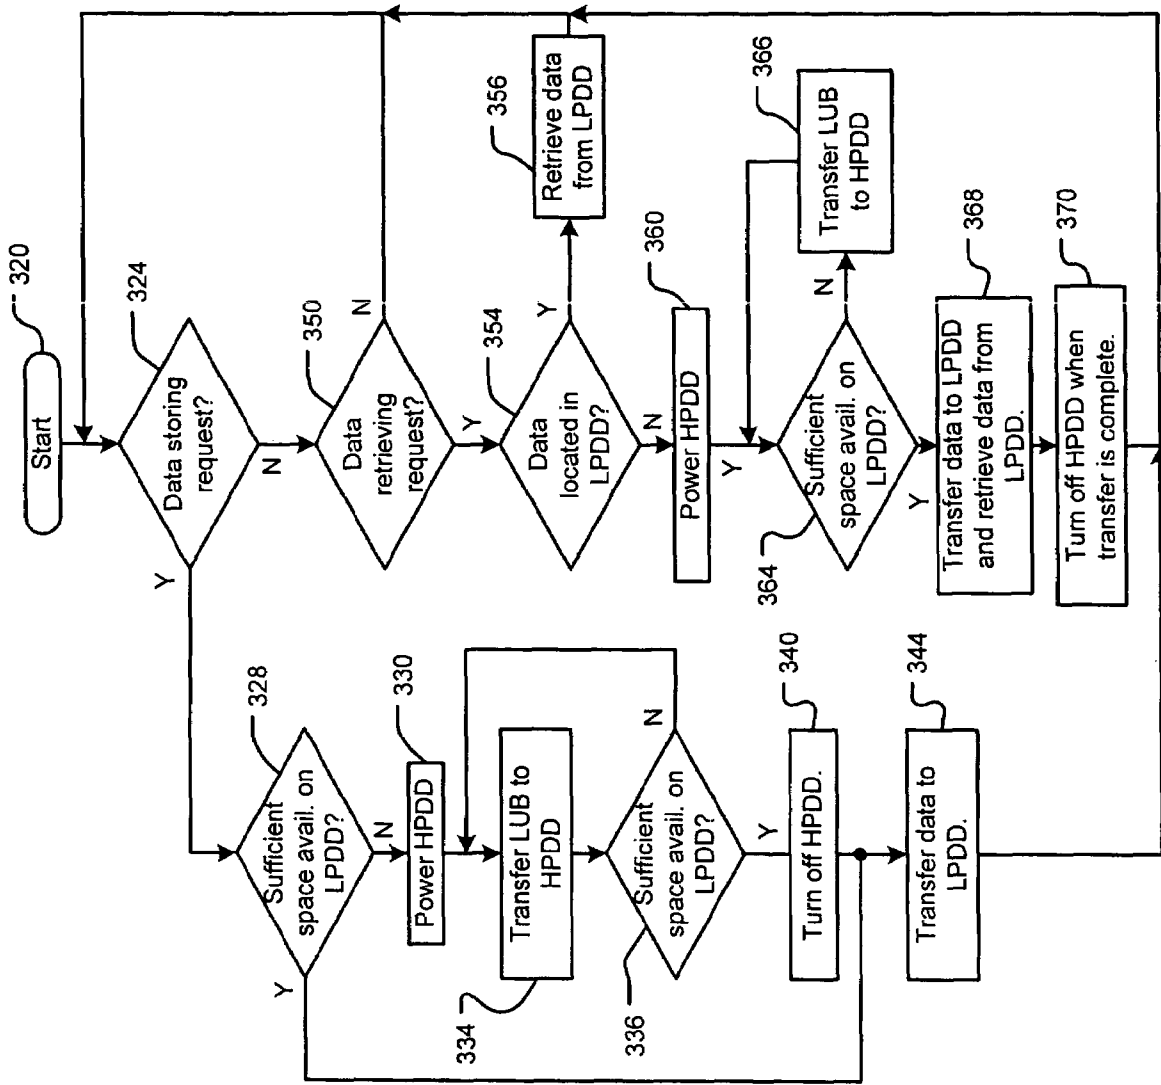 Start
320
Data storing
request?
324
Y
N
Sufficient
space avail. on
LPDD?
328
Y
N
Power HPDD
330
Transfer LUB to
HPDD
334
Sufficient
space avail. on
LPDD?
336
N
Y
Turn off HPDD.
340
Transfer data to
LPDD.
344
Data
retrieving
request?
350
N
Y
Data
located in
LPDD?
354
Y
N
Retrieve data
from LPDD
356
Power HPDD
360
Y
Sufficient
space avail. on
LPDD?
364
N
Y
Transfer LUB
to HPDD
366
Transfer data to LPDD
and retrieve data from
LPDD.
368
Turn off HPDD when
transfer is complete.
370